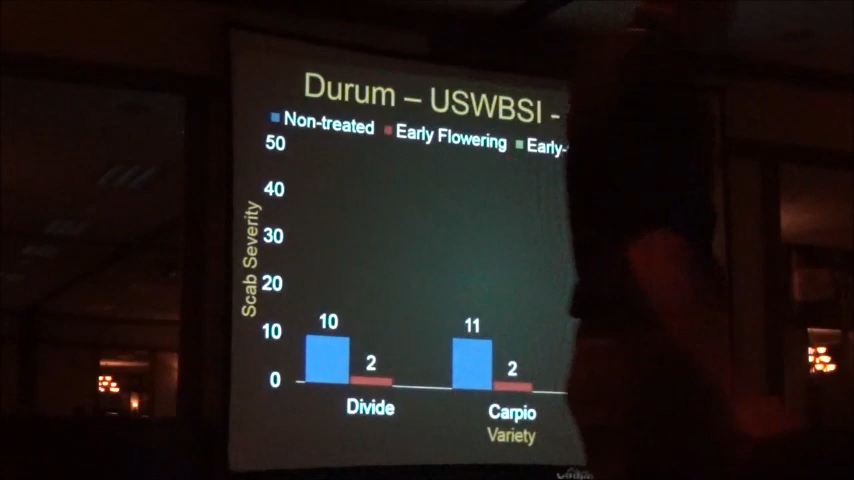 Durum – USWBSI -
Non-treated Early Flowering Early-
50
40
30
20
10
0
Scab Severity
10
2
11
2
Divide
Carpio
Variety